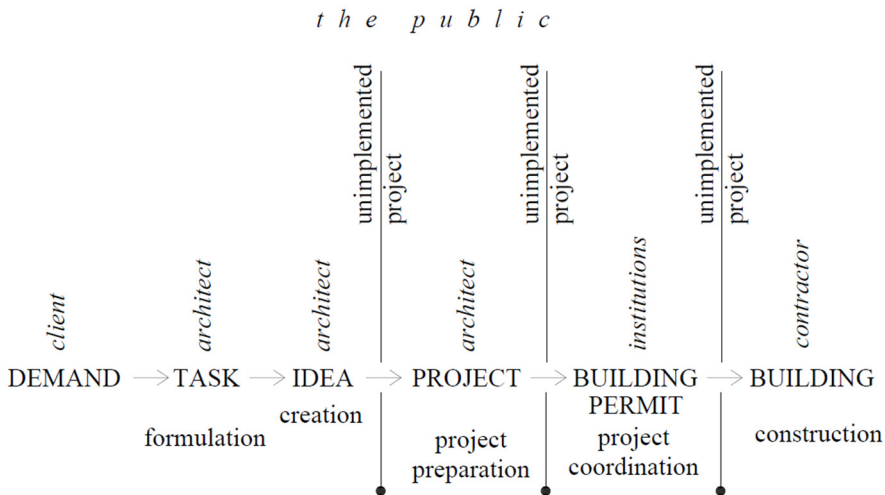 the public
unimplemented
project
unimplemented
project
unimplemented
project
client
architect
architect
architect
institutions
contractor
DEMAND
TASK
IDEA
PROJECT
BUILDING
PERMIT
BUILDING
formulation
creation
project
preparation
project
coordination
construction